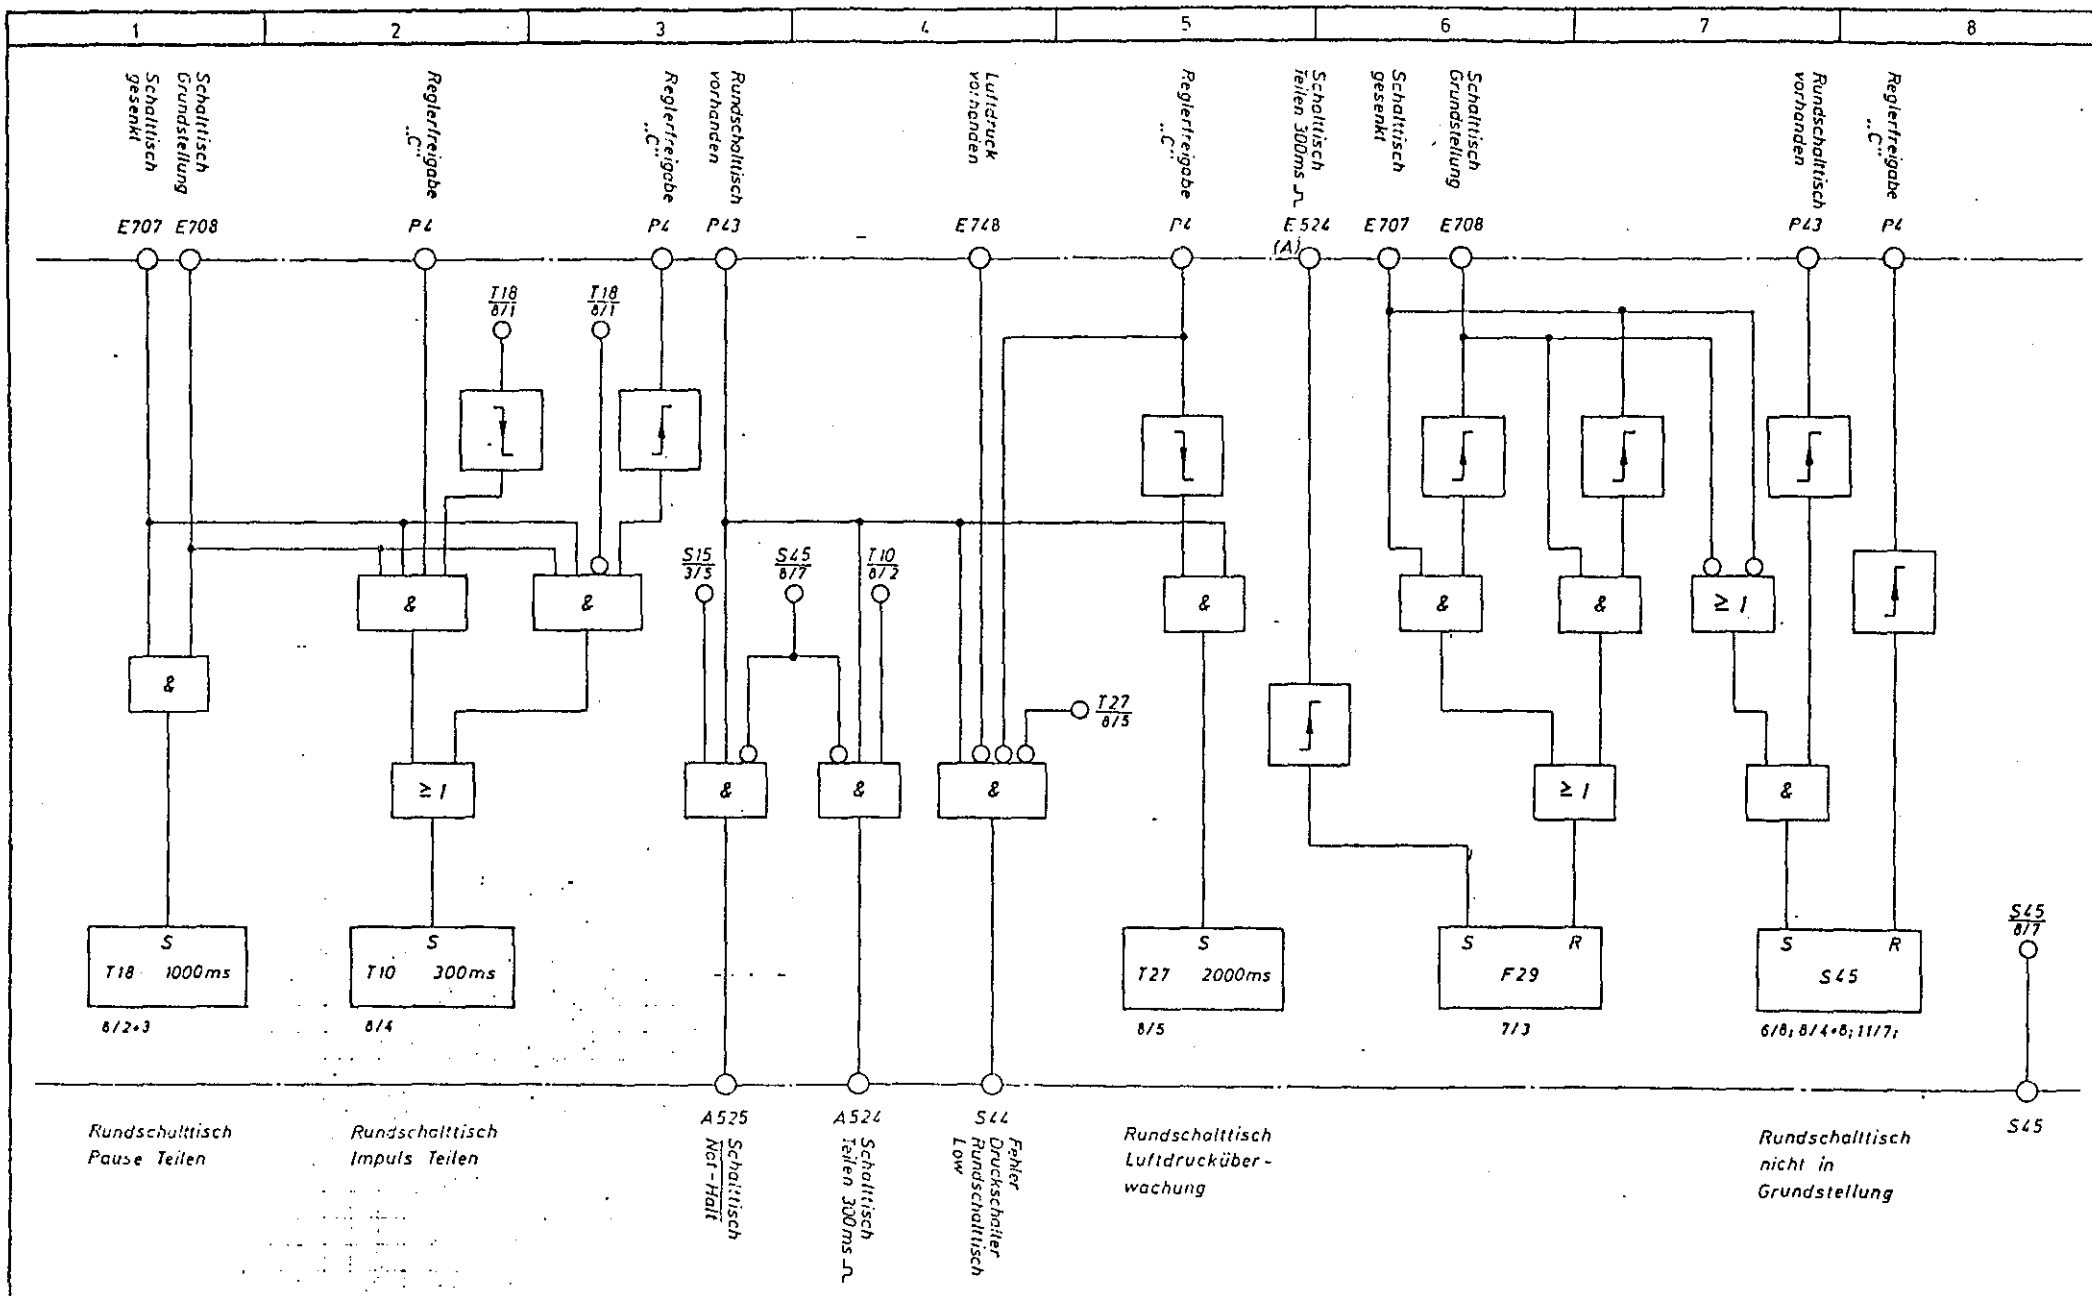 1 2 3 4 5 6 7 8
Schalttisch
gesenkt
Schalttisch
Grundstellung
Reglerfreigabe
„C“
Reglerfreigabe
„C“
Rundschalttisch
vorhanden
Luftdruck
vorhanden
Reglerfreigabe
„C“
Schalttisch
Teilen 300ms
Schalttisch
gesenkt
Schalttisch
Grundstellung
Rundschalttisch
vorhanden
Reglerfreigabe
„C“
E707 E708 P4 P4 P43 E748 P4 E524 E707 E708 P43 P4
(A)
T18
8/1
T18
8/1
S15
3/5
S45
8/7
T10
8/2
& & & & & ≥1
&
T27
8/5
≥1 & & & ≥1 &
S
T18 1000ms
8/2+3
S
T10 300ms
8/4
S
T27 2000ms
8/5
S R
F29
7/3
S R
S45
6/8; 8/4+8; 11/7;
S45
8/7
Rundschalttisch
Pause Teilen
Rundschalttisch
Impuls Teilen
A525
Schalttisch
Not-Halt
A524
Schalttisch
Teilen 300ms
S44
Fehler
Druckschalter
Rundschalttisch
Low
Rundschalttisch
Luftdrucküber-
wachung
Rundschalttisch
nicht in
Grundstellung
S45